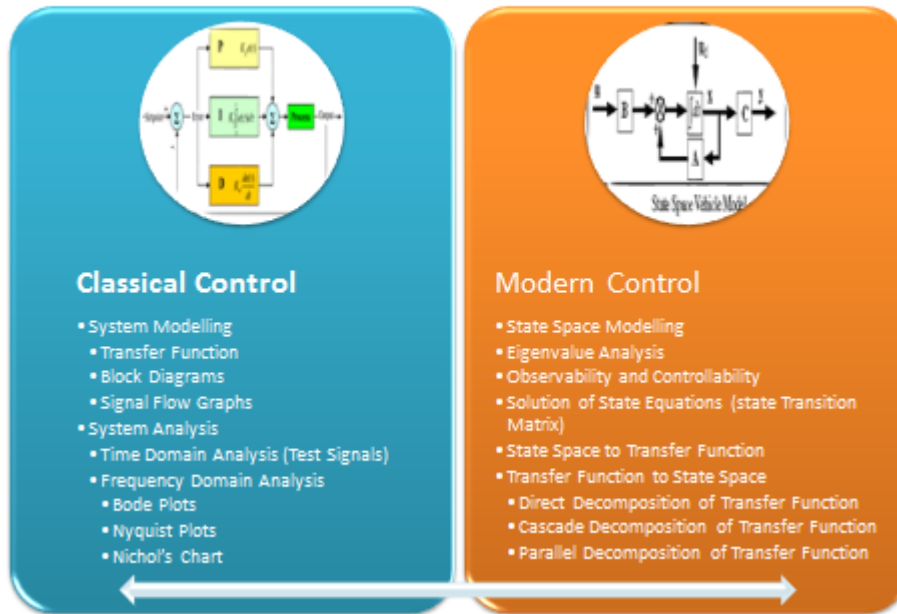 P
I
D
Σ
Σ
Process
Output
Setpoint
Error
B
A
C
State Space Vehicle Model
Classical Control
• System Modelling
• Transfer Function
• Block Diagrams
• Signal Flow Graphs
• System Analysis
• Time Domain Analysis (Test Signals)
• Frequency Domain Analysis
• Bode Plots
• Nyquist Plots
• Nichol's Chart
Modern Control
• State Space Modelling
• Eigenvalue Analysis
• Observability and Controllability
• Solution of State Equations (state Transition
Matrix)
• State Space to Transfer Function
• Transfer Function to State Space
• Direct Decomposition of Transfer Function
• Cascade Decomposition of Transfer Function
• Parallel Decomposition of Transfer Function